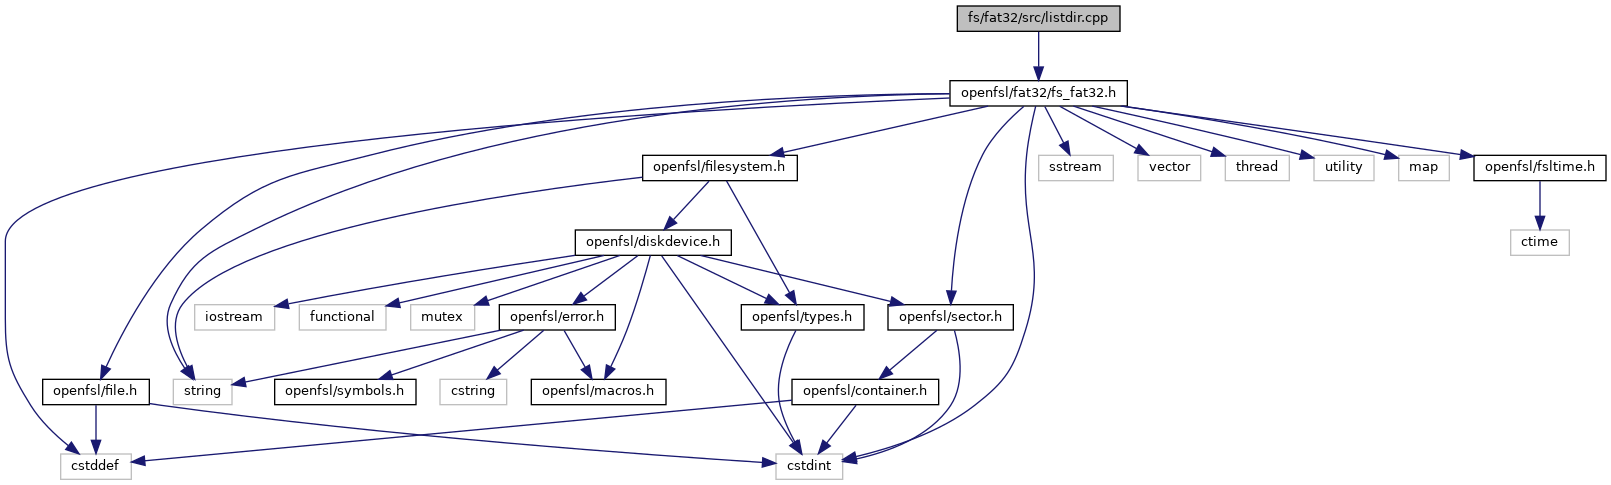 fs/fat32/src/listdir.cpp
openfsl/fat32/fs_fat32.h
openfsl/filesystem.h
sstream
vector
thread
utility
map
openfsl/fsltime.h
openfsl/diskdevice.h
ctime
iostream
functional
mutex
openfsl/error.h
openfsl/types.h
openfsl/sector.h
openfsl/file.h
string
openfsl/symbols.h
cstring
openfsl/macros.h
openfsl/container.h
cstddef
cstdint